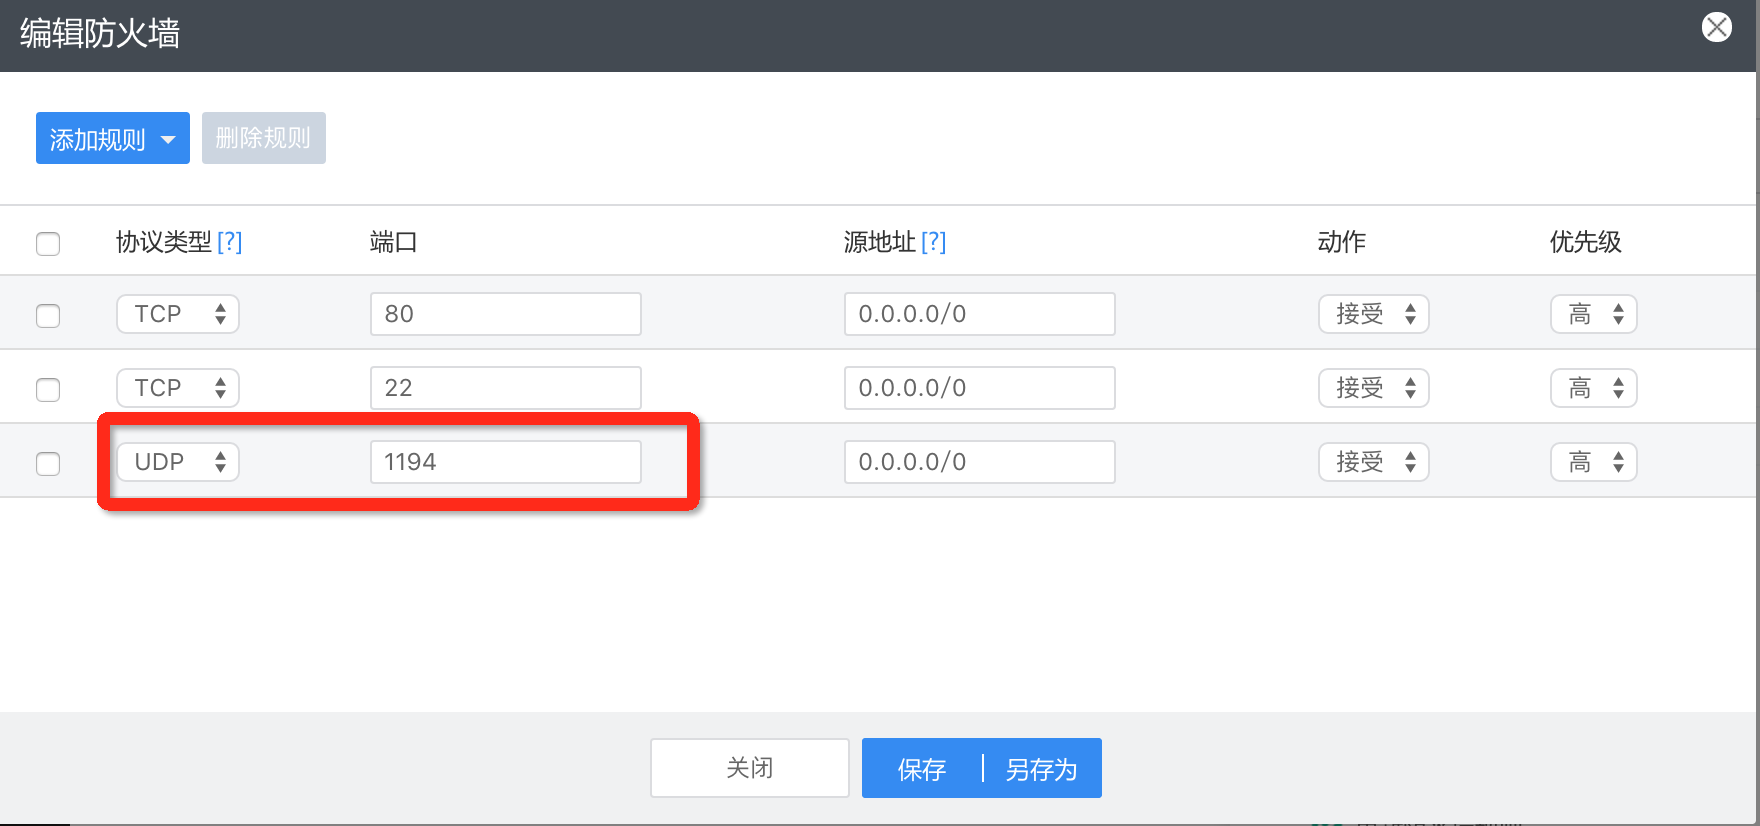 编辑防火墙
添加规则 删除规则
协议类型 [?] 端口 源地址 [?] 动作 优先级
TCP 80 0.0.0.0/0 接受 高
TCP 22 0.0.0.0/0 接受 高
UDP 1194 0.0.0.0/0 接受 高
关闭 保存 另存为